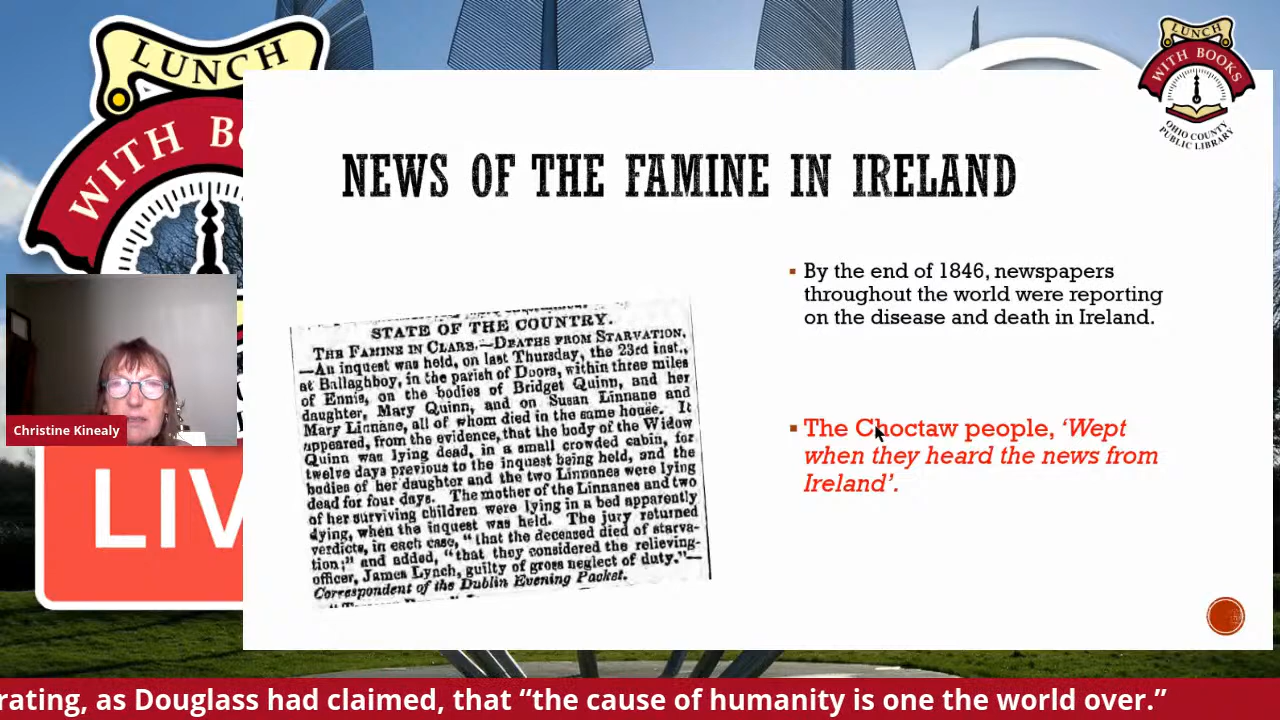 LUNCH
WITH BO
LIV
Christine Kinealy
LUNCH
WITH BOOKS
OHIO COUNTY
PUBLIC LIBRARY
NEWS OF THE FAMINE IN IRELAND
STATE OF THE COUNTRY.
THE FAMINE IN CLARE.—DEATHS FROM STARVATION.
—An inquest was held, on last Thursday, the 23rd inst.,
at Ballaghboy, in the parish of Doora, within three miles
of Ennis, on the bodies of Bridget Quinn, and her
daughter, Mary Quinn, and on Susan Linnane and
Mary Linnane, all of whom died in the same house. It
appeared, from the evidence, that the body of the Widow
Quinn was lying dead, in a small crowded cabin, for
twelve days previous to the inquest being held, and the
bodies of her daughter and the two Linnanes were lying
dead for four days. The mother of the Linnanes and two
of her surviving children were lying in a bed apparently
dying, when the inquest was held. The jury returned
verdicts, in each case, "that the deceased died of starva-
tion;" and added, "that they considered the relieving-
officer, James Lynch, guilty of gross neglect of duty."—
Correspondent of the Dublin Evening Packet.
▪ By the end of 1846, newspapers
throughout the world were reporting
on the disease and death in Ireland.
▪ The Choctaw people, ‘Wept
when they heard the news from
Ireland’.
rating, as Douglass had claimed, that “the cause of humanity is one the world over.”